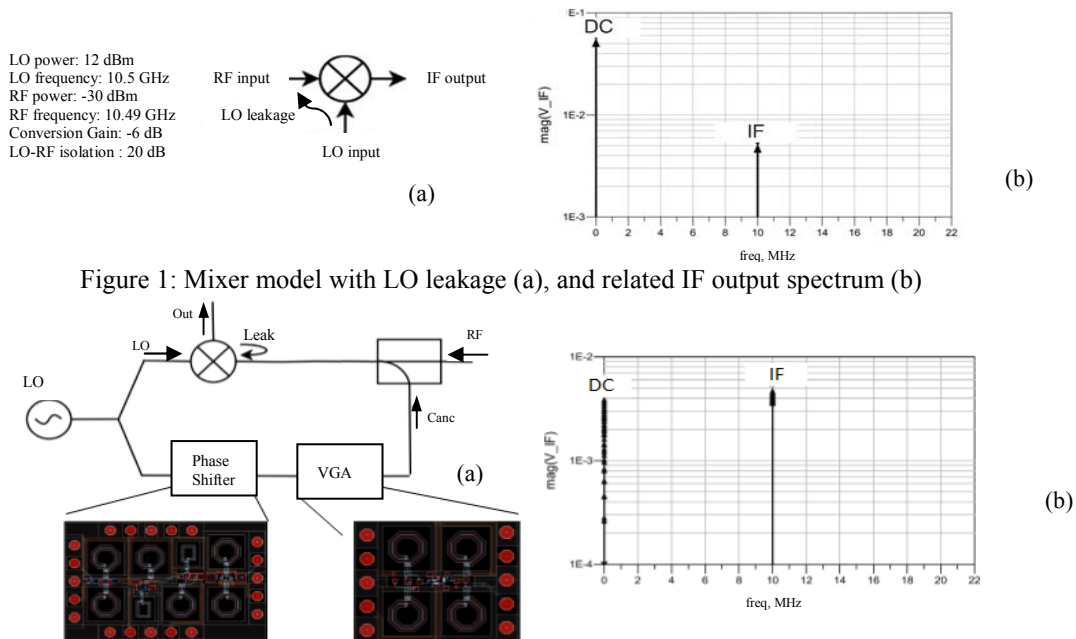 LO power: 12 dBm
LO frequency: 10.5 GHz
RF power: -30 dBm
RF frequency: 10.49 GHz
Conversion Gain: -6 dB
LO-RF isolation : 20 dB
RF input
IF output
LO leakage
LO input
(a)
1E-1
DC
1E-2
IF
1E-3
mag(V_IF)
0 2 4 6 8 10 12 14 16 18 20 22
freq, MHz
(b)
Figure 1: Mixer model with LO leakage (a), and related IF output spectrum (b)
Out
LO
Leak
RF
LO
Canc
Phase
Shifter
VGA
(a)
1E-2
DC
IF
1E-3
1E-4
mag(V_IF)
0 2 4 6 8 10 12 14 16 18 20 22
freq, MHz
(b)